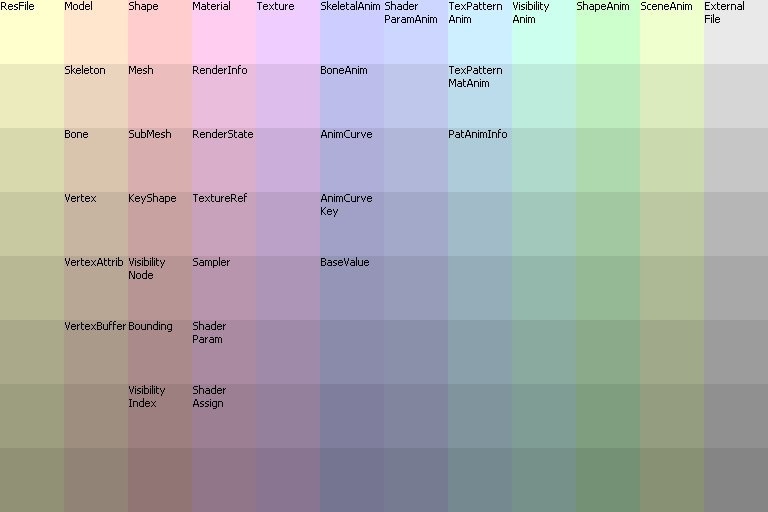 ResFile Model Shape Material Texture SkeletalAnim Shader TexPattern Visibility ShapeAnim SceneAnim External
ParamAnim Anim Anim File
Skeleton Mesh RenderInfo BoneAnim TexPattern
MatAnim
Bone SubMesh RenderState AnimCurve PatAnimInfo
Vertex KeyShape TextureRef AnimCurve
Key
VertexAttrib Visibility Sampler BaseValue
Node
VertexBuffer Bounding Shader
Param
Visibility Shader
Index Assign